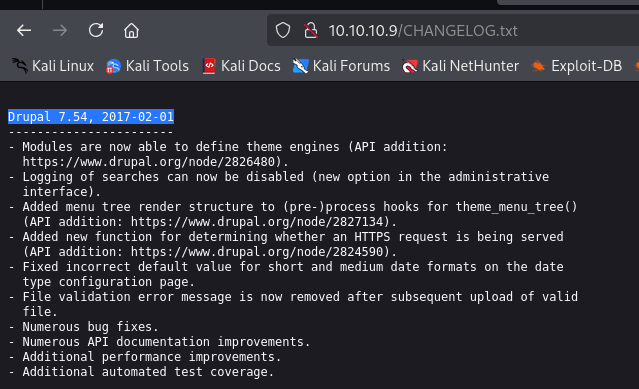 10.10.10.9/CHANGELOG.txt
Kali Linux Kali Tools Kali Docs Kali Forums Kali NetHunter Exploit-DB
Drupal 7.54, 2017-02-01
-----------------------
- Modules are now able to define theme engines (API addition:
https://www.drupal.org/node/2826480).
- Logging of searches can now be disabled (new option in the administrative
interface).
- Added menu tree render structure to (pre-)process hooks for theme_menu_tree()
(API addition: https://www.drupal.org/node/2827134).
- Added new function for determining whether an HTTPS request is being served
(API addition: https://www.drupal.org/node/2824590).
- Fixed incorrect default value for short and medium date formats on the date
type configuration page.
- File validation error message is now removed after subsequent upload of valid
file.
- Numerous bug fixes.
- Numerous API documentation improvements.
- Additional performance improvements.
- Additional automated test coverage.